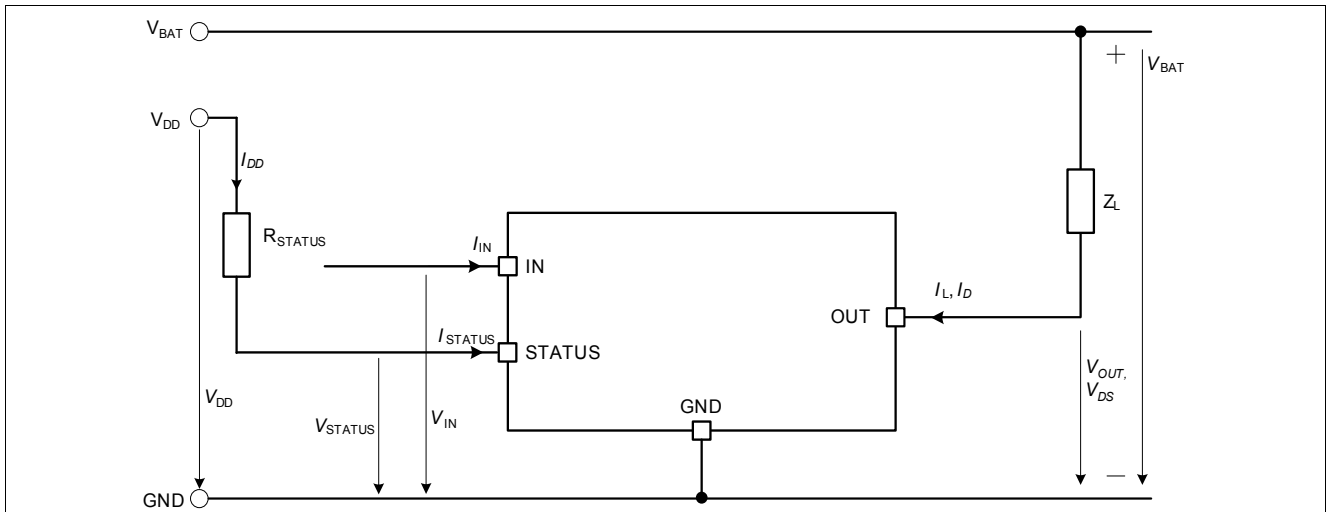 VBAT
+
VBAT
VDD
IDD
RSTATUS
ZL
IIN
IN
OUT
IL, ID
ISTATUS
STATUS
VDD
VSTATUS
VIN
GND
VOUT,
VDS
GND
—